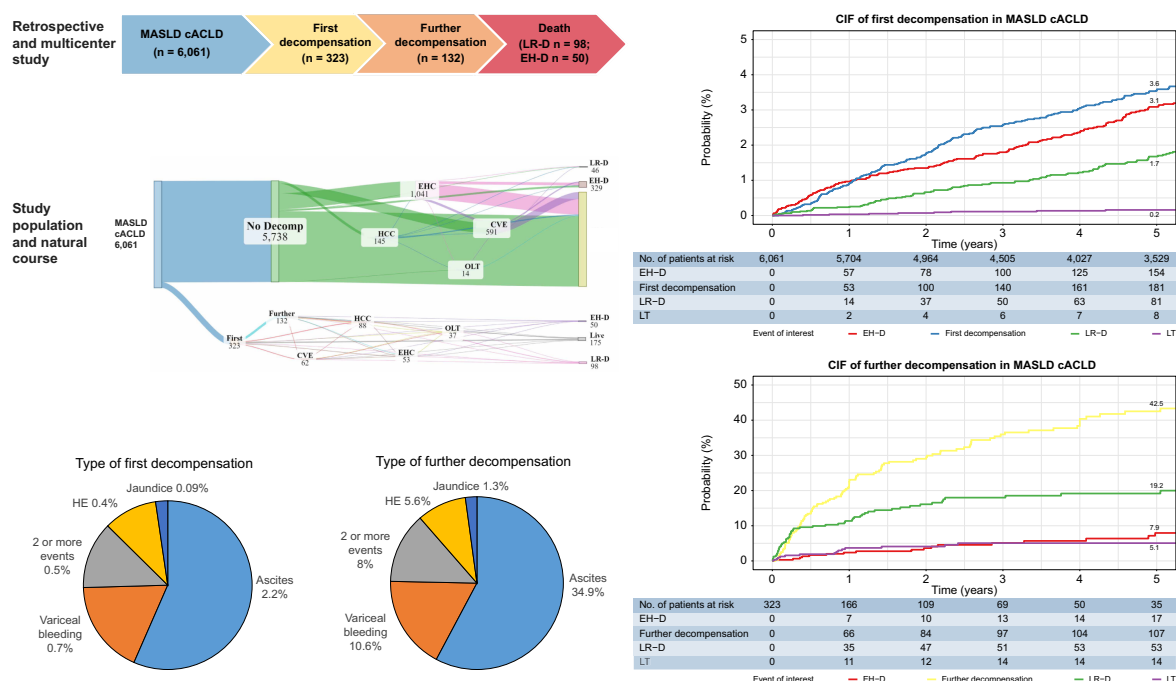 Retrospective
and multicenter
study
MASLD cACLD
(n = 6,061)
First
decompensation
(n = 323)
Further
decompensation
(n = 132)
Death
(LR-D n = 98;
EH-D n = 50)
Study
population
and natural
course
MASLD
cACLD
6,061
No Decomp
5,738
EHC
1,041
HCC
145
CVE
591
OLT
14
LR-D
46
EH-D
329
First
323
Further
132
HCC
88
CVE
62
EHC
53
OLT
37
EH-D
50
Live
175
LR-D
98
Type of first decompensation
Jaundice 0.09%
HE 0.4%
2 or more
events
0.5%
Variceal
bleeding
0.7%
Ascites
2.2%
Type of further decompensation
Jaundice 1.3%
HE 5.6%
2 or more
events
8%
Variceal
bleeding
10.6%
Ascites
34.9%
CIF of first decompensation in MASLD cACLD
Probability (%)
5
4
3
2
1
0
3.6
3.1
1.7
0.2
0 1 2 3 4 5
Time (years)
No. of patients at risk 6,061 5,704 4,964 4,505 4,027 3,529
EH−D 0 57 78 100 125 154
First decompensation 0 53 100 140 161 181
LR−D 0 14 37 50 63 81
LT 0 2 4 6 7 8
Event of interest EH−D First decompensation LR−D LT
CIF of further decompensation in MASLD cACLD
Probability (%)
50
40
30
20
10
0
42.5
19.2
7.9
5.1
0 1 2 3 4 5
Time (years)
No. of patients at risk 323 166 109 69 50 35
EH−D 0 7 10 13 14 17
Further decompensation 0 66 84 97 104 107
LR−D 0 35 47 51 53 53
LT 0 11 12 14 14 14
Event of interest EH−D Further decompensation LR−D LT